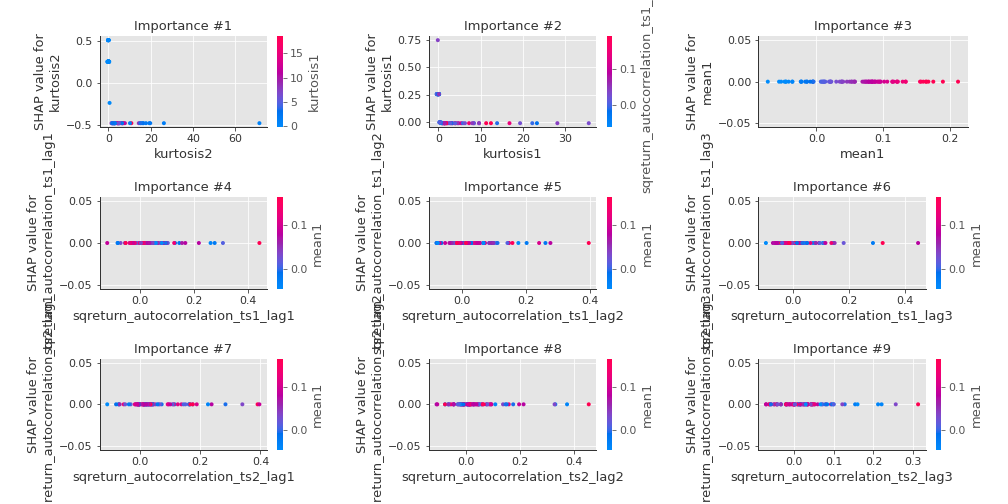 Importance #1
0.5
0.0
−0.5
SHAP value for
kurtosis2
0
20
40
60
kurtosis2
15
10
5
0
kurtosis1
Importance #2
0.75
0.50
0.25
0.00
SHAP value for
kurtosis1
0
10
20
30
kurtosis1
0.1
0.0
sqreturn_autocorrelation_ts1_
Importance #3
0.05
0.00
−0.05
SHAP value for
mean1
0.0
0.1
0.2
mean1
Importance #4
0.05
0.00
−0.05
SHAP value for
sqreturn_autocorrelation_ts1_lag1
0.0
0.2
0.4
sqreturn_autocorrelation_ts1_lag1
0.1
0.0
mean1
Importance #5
0.05
0.00
−0.05
SHAP value for
sqreturn_autocorrelation_ts1_lag2
0.0
0.2
0.4
sqreturn_autocorrelation_ts1_lag2
0.1
0.0
mean1
Importance #6
0.05
0.00
−0.05
SHAP value for
sqreturn_autocorrelation_ts1_lag3
0.0
0.2
0.4
sqreturn_autocorrelation_ts1_lag3
0.1
0.0
mean1
Importance #7
0.05
0.00
−0.05
SHAP value for
sqreturn_autocorrelation_ts2_lag1
0.0
0.2
0.4
sqreturn_autocorrelation_ts2_lag1
0.1
0.0
mean1
Importance #8
0.05
0.00
−0.05
SHAP value for
sqreturn_autocorrelation_ts2_lag2
0.0
0.2
0.4
sqreturn_autocorrelation_ts2_lag2
0.1
0.0
mean1
Importance #9
0.05
0.00
−0.05
SHAP value for
sqreturn_autocorrelation_ts2_lag3
0.0
0.1
0.2
0.3
sqreturn_autocorrelation_ts2_lag3
0.1
0.0
mean1